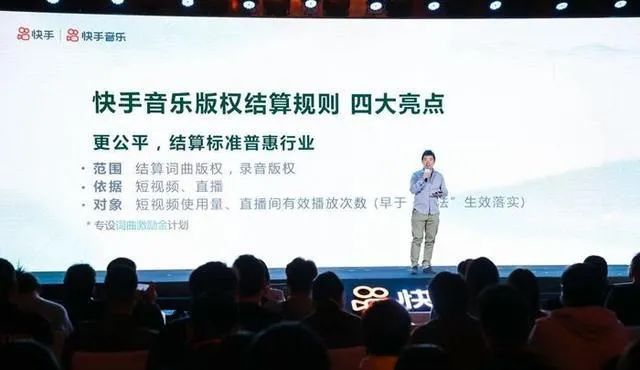 快手 快手音乐
快手音乐版权结算规则 四大亮点
更公平，结算标准普惠行业
· 范围 结算词曲版权，录音版权
· 依据 短视频、直播
· 对象 短视频使用量、直播间有效播放次数（早于 法”生效落实）
* 专设词曲激励金计划
快